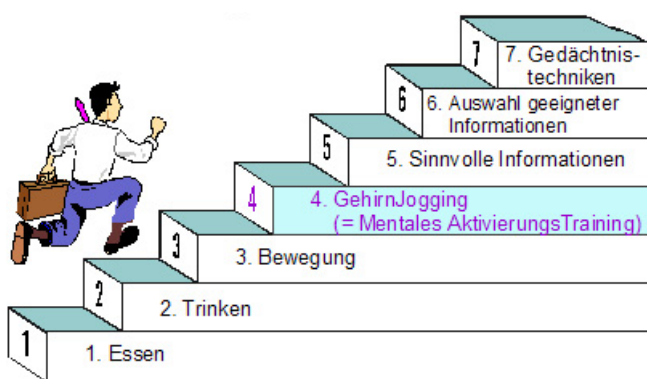 7
7. Gedächtnis-
techniken
6
6. Auswahl geeigneter
Informationen
5
5. Sinnvolle Informationen
4
4. GehirnJogging
(= Mentales AktivierungsTraining)
3
3. Bewegung
2
2. Trinken
1
1. Essen